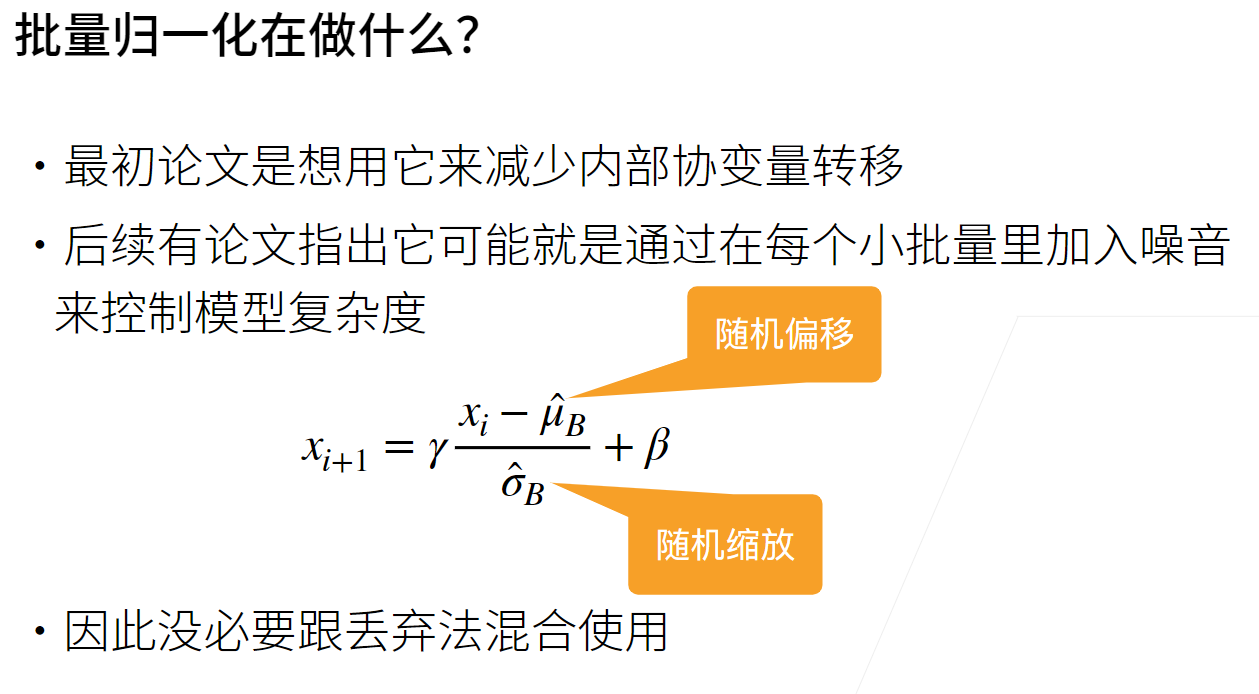 批量归一化在做什么？
• 最初论文是想用它来减少内部协变量转移
• 后续有论文指出它可能就是通过在每个小批量里加入噪音
来控制模型复杂度
随机偏移
x_{i+1} = γ \frac{x_i − \hat{μ}_B}{\hat{σ}_B} + β
随机缩放
• 因此没必要跟丢弃法混合使用